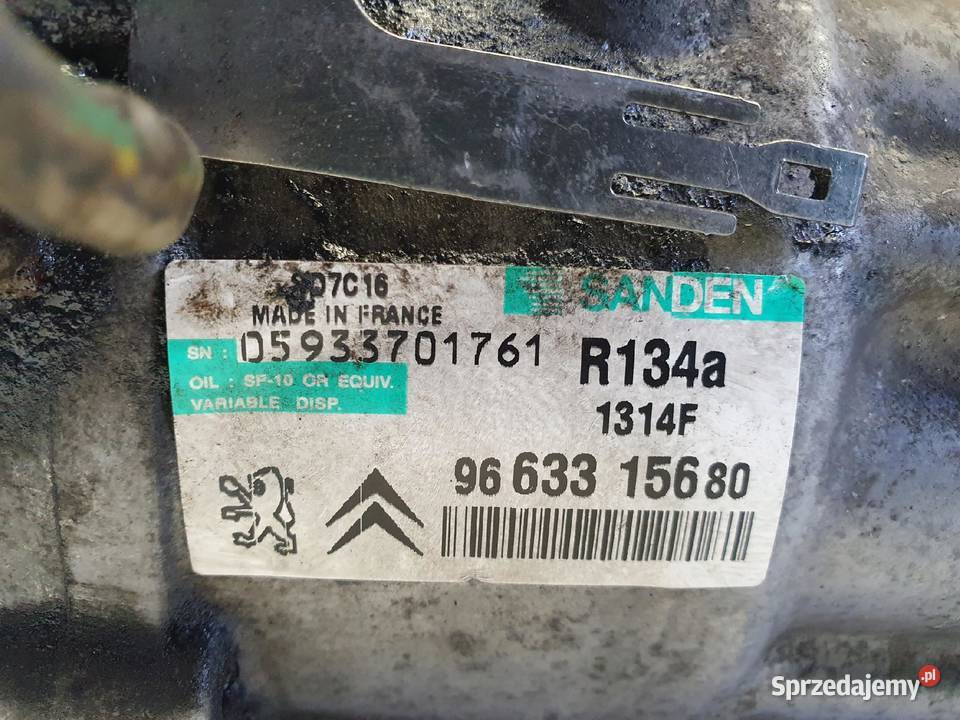 SD7C16
SANDEN
MADE IN FRANCE
SN : D5933701761
R134a
OIL : SP-10 OR EQUIV.
VARIABLE DISP.
1314F
96 633 156 80
Sprzedajemy.pl